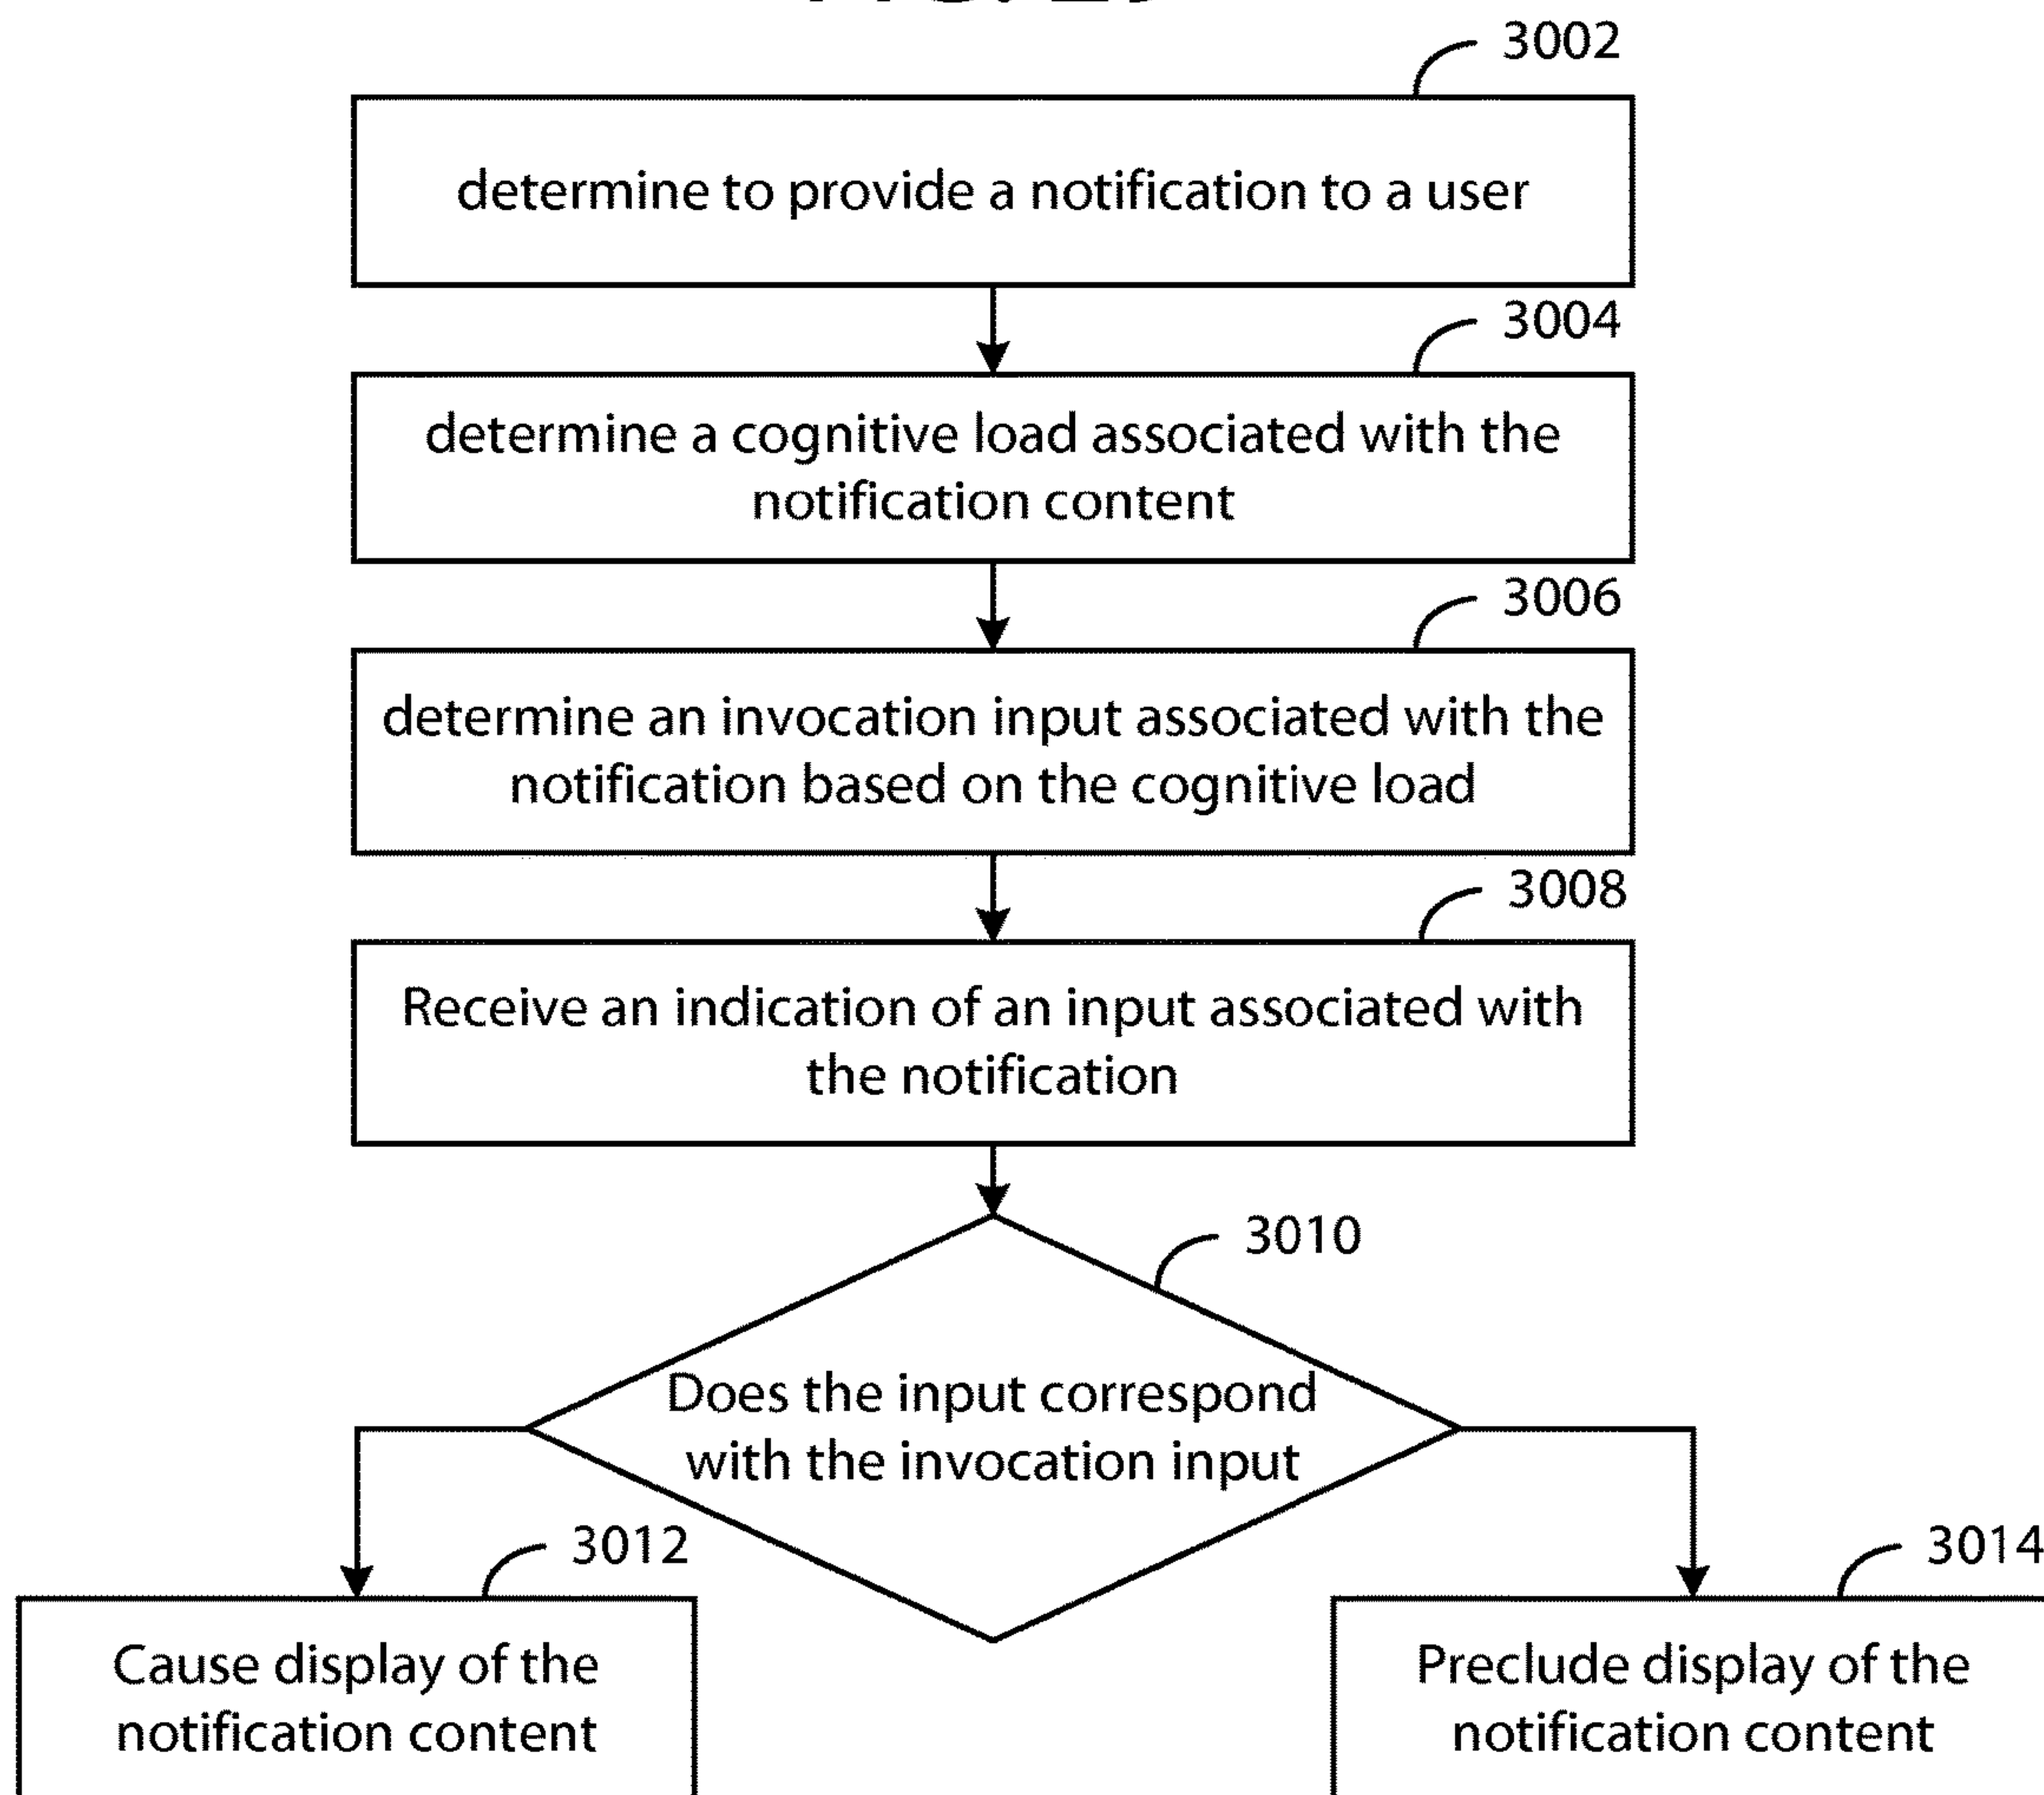 3002
determine to provide a notification to a user
3004
determine a cognitive load associated with the
notification content
3006
determine an invocation input associated with the
notification based on the cognitive load
3008
Receive an indication of an input associated with
the notification
3010
Does the input correspond
with the invocation input
3012
Cause display of the
notification content
3014
Preclude display of the
notification content